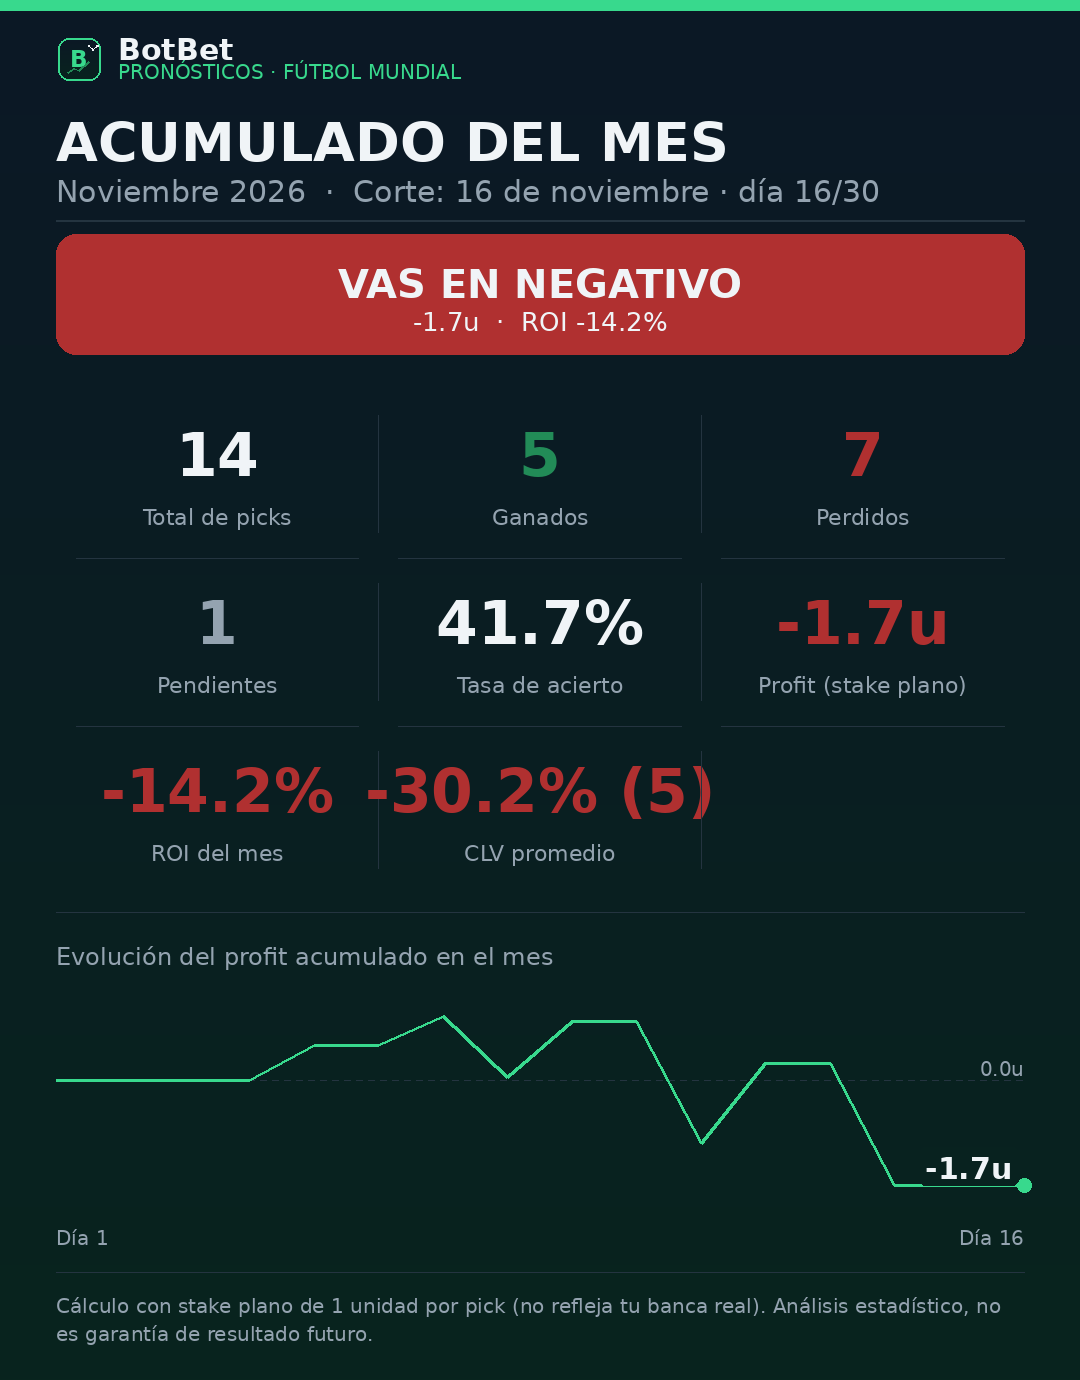 B
BotBet
PRONÓSTICOS · FÚTBOL MUNDIAL
ACUMULADO DEL MES
Noviembre 2026 · Corte: 16 de noviembre · día 16/30
VAS EN NEGATIVO
-1.7u · ROI -14.2%
14
Total de picks
5
Ganados
7
Perdidos
1
Pendientes
41.7%
Tasa de acierto
-1.7u
Profit (stake plano)
-14.2%
ROI del mes
-30.2% (5)
CLV promedio
Evolución del profit acumulado en el mes
0.0u
-1.7u
Día 1
Día 16
Cálculo con stake plano de 1 unidad por pick (no refleja tu banca real). Análisis estadístico, no
es garantía de resultado futuro.